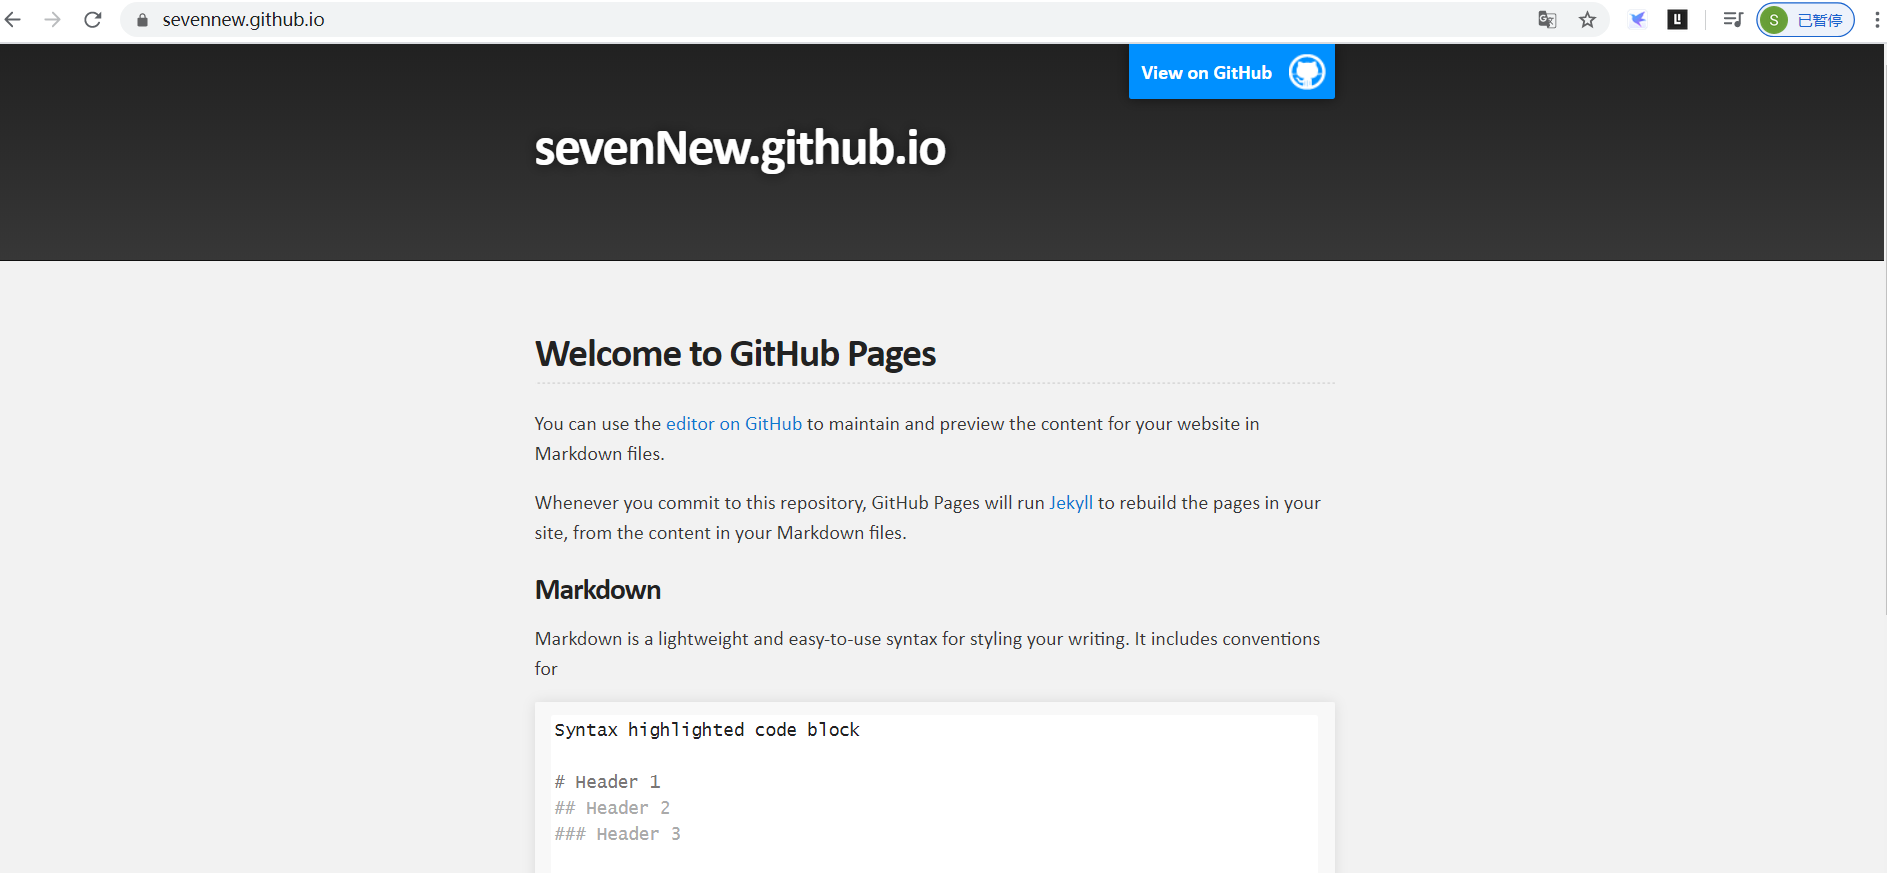 sevennew.github.io
S 已暂停
View on GitHub
sevenNew.github.io
Welcome to GitHub Pages
You can use the editor on GitHub to maintain and preview the content for your website in
Markdown files.
Whenever you commit to this repository, GitHub Pages will run Jekyll to rebuild the pages in your
site, from the content in your Markdown files.
Markdown
Markdown is a lightweight and easy-to-use syntax for styling your writing. It includes conventions
for
Syntax highlighted code block
# Header 1
## Header 2
### Header 3